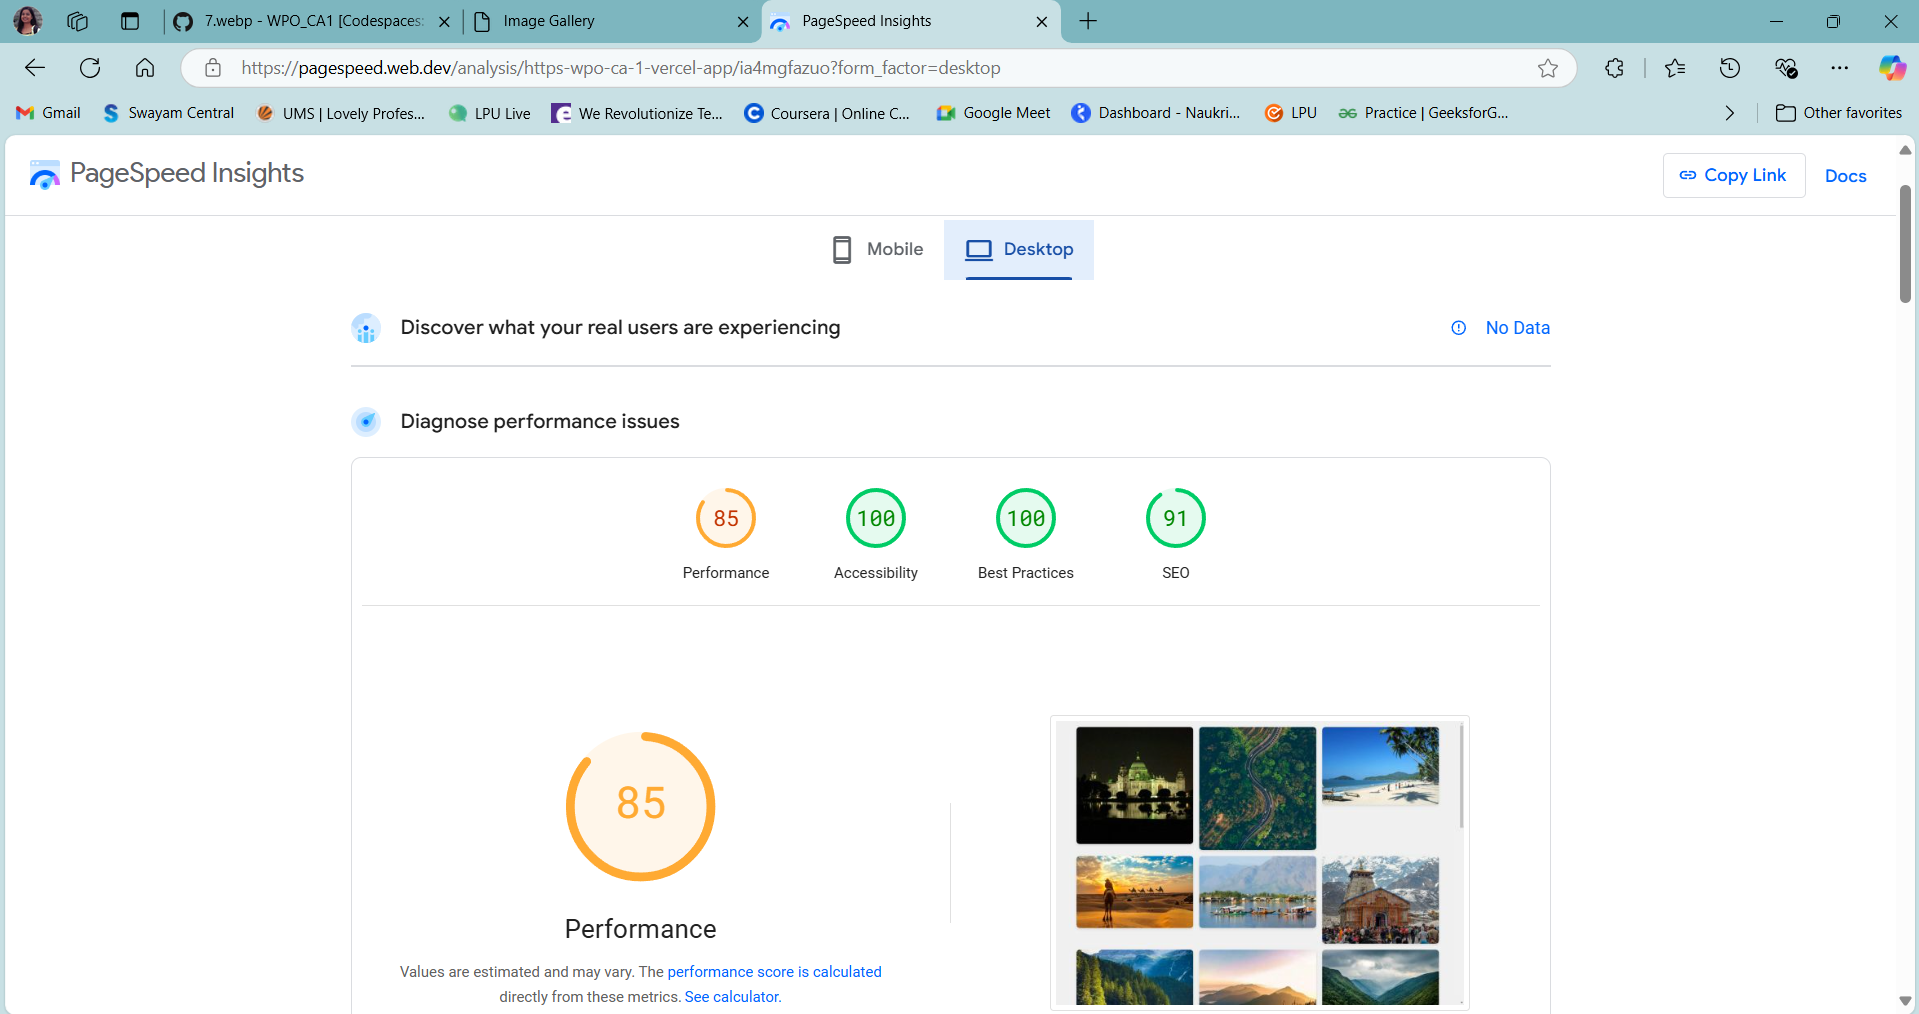 7.webp - WPO_CA1 [Codespaces:
Image Gallery
PageSpeed Insights
https://pagespeed.web.dev/analysis/https-wpo-ca-1-vercel-app/ia4mgfazuo?form_factor=desktop
Gmail
Swayam Central
UMS | Lovely Profes...
LPU Live
We Revolutionize Te...
Coursera | Online C...
Google Meet
Dashboard - Naukri...
LPU
Practice | GeeksforG...
Other favorites
PageSpeed Insights
Copy Link
Docs
Mobile
Desktop
Discover what your real users are experiencing
No Data
Diagnose performance issues
85
100
100
91
Performance
Accessibility
Best Practices
SEO
85
Performance
Values are estimated and may vary. The performance score is calculated
directly from these metrics. See calculator.